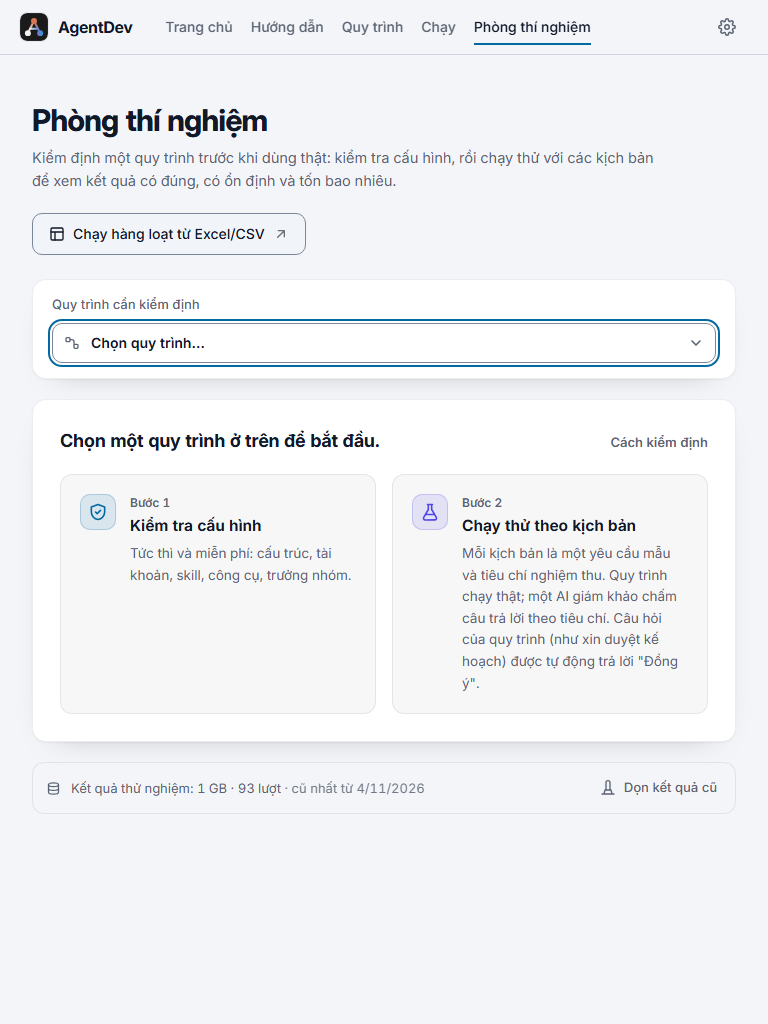 AgentDev
Trang chủ
Hướng dẫn
Quy trình
Chạy
Phòng thí nghiệm
Phòng thí nghiệm
Kiểm định một quy trình trước khi dùng thật: kiểm tra cấu hình, rồi chạy thử với các kịch bản
để xem kết quả có đúng, có ổn định và tốn bao nhiêu.
Chạy hàng loạt từ Excel/CSV
Quy trình cần kiểm định
Chọn quy trình...
Chọn một quy trình ở trên để bắt đầu.
Cách kiểm định
Bước 1
Kiểm tra cấu hình
Tức thì và miễn phí: cấu trúc, tài
khoản, skill, công cụ, trưởng nhóm.
Bước 2
Chạy thử theo kịch bản
Mỗi kịch bản là một yêu cầu mẫu
và tiêu chí nghiệm thu. Quy trình
chạy thật; một AI giám khảo chấm
câu trả lời theo tiêu chí. Câu hỏi
của quy trình (như xin duyệt kế
hoạch) được tự động trả lời "Đồng
ý".
Kết quả thử nghiệm: 1 GB · 93 lượt · cũ nhất từ 4/11/2026
Dọn kết quả cũ